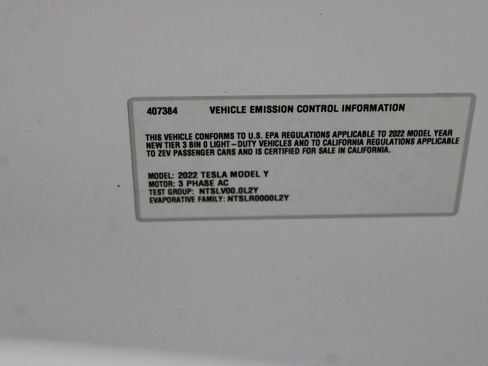 407384 VEHICLE EMISSION CONTROL INFORMATION
THIS VEHICLE CONFORMS TO U.S. EPA REGULATIONS APPLICABLE TO 2022 MODEL YEAR
NEW TIER 3 BIN 0 LIGHT-DUTY VEHICLES AND TO CALIFORNIA REGULATIONS APPLICABLE
TO ZEV PASSENGER CARS AND IS CERTIFIED FOR SALE IN CALIFORNIA.
MODEL: 2022 TESLA MODEL Y
MOTOR: 3 PHASE AC
TEST GROUP: NTSLV00.0L2Y
EVAPORATIVE FAMILY: NTSLR0000L2Y